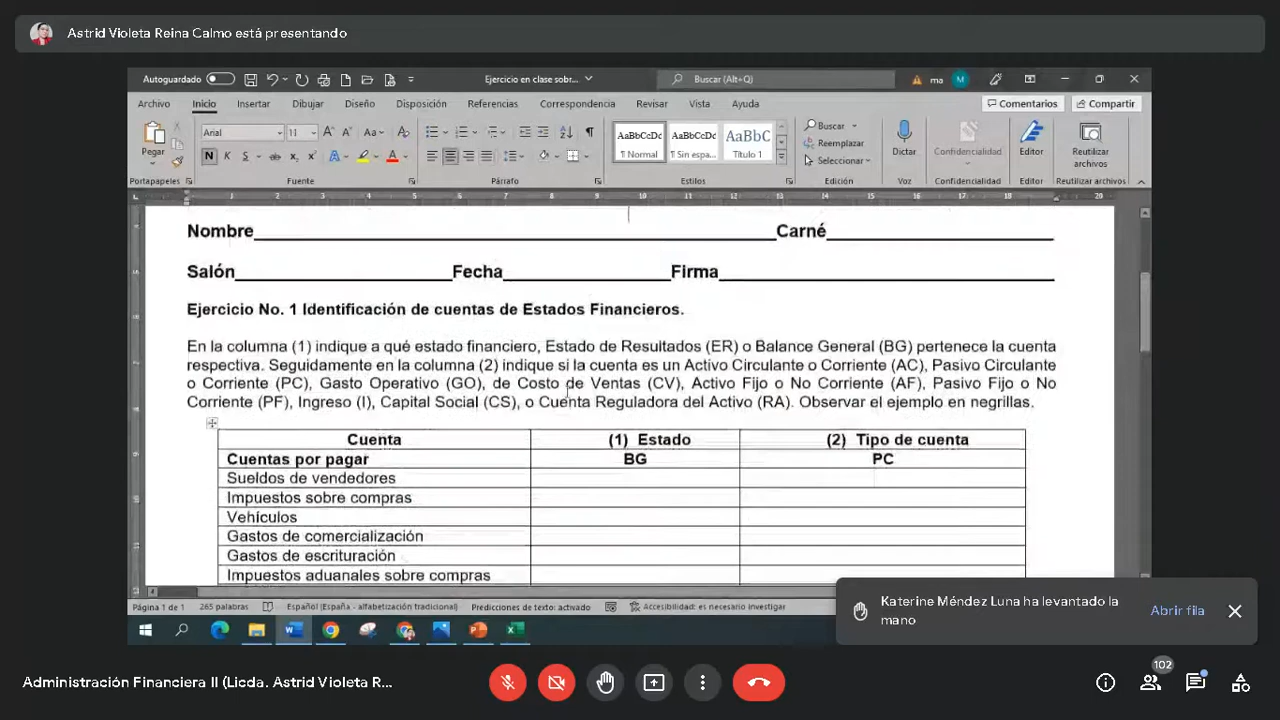 Astrid Violeta Reina Calmo está presentando
Autoguardado
Ejercicio en clase sobr...
Buscar (Alt+Q)
ma
M
Archivo Inicio Insertar Dibujar Diseño Disposición Referencias Correspondencia Revisar Vista Ayuda
Comentarios
Compartir
Pegar
Arial
11
AaBbCcDc
¶ Normal
AaBbCcDc
¶ Sin espa...
AaBbC
Título 1
Buscar
Reemplazar
Seleccionar
Dictar
Confidencialidad
Editor
Reutilizar
archivos
Portapapeles Fuente Párrafo Estilos Edición Voz Confidencialidad Editor Reutilizar archivos
Nombre Carné
Salón Fecha Firma
Ejercicio No. 1 Identificación de cuentas de Estados Financieros.
En la columna (1) indique a qué estado financiero, Estado de Resultados (ER) o Balance General (BG) pertenece la cuenta
respectiva. Seguidamente en la columna (2) indique si la cuenta es un Activo Circulante o Corriente (AC), Pasivo Circulante
o Corriente (PC), Gasto Operativo (GO), de Costo de Ventas (CV), Activo Fijo o No Corriente (AF), Pasivo Fijo o No
Corriente (PF), Ingreso (I), Capital Social (CS), o Cuenta Reguladora del Activo (RA). Observar el ejemplo en negrillas.
Cuenta (1) Estado (2) Tipo de cuenta
Cuentas por pagar BG PC
Sueldos de vendedores
Impuestos sobre compras
Vehículos
Gastos de comercialización
Gastos de escrituración
Impuestos aduanales sobre compras
Página 1 de 1 265 palabras Español (España - alfabetización tradicional) Predicciones de texto: activado Accesibilidad: es necesario investigar
Katerine Méndez Luna ha levantado la
mano
Abrir fila
Administración Financiera II (Licda. Astrid Violeta R...
102